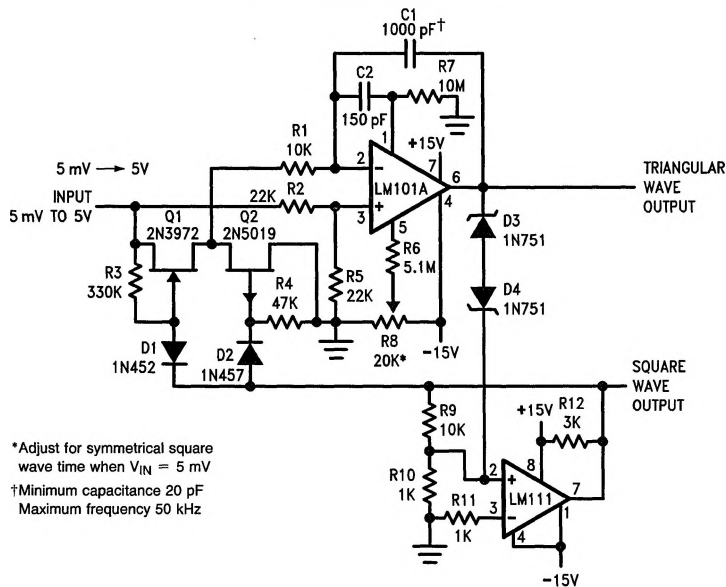 C1
1000 pF†
C2
150 pF
R7
10M
R1
10K
1
+15V
2
−
7
6
5 mV → 5V
INPUT
5 mV TO 5V
R2
22K
LM101A
+
3
4
5
TRIANGULAR
WAVE
OUTPUT
Q1
2N3972
Q2
2N5019
R6
5.1M
D3
1N751
R3
330K
R4
47K
R5
22K
D4
1N751
R8
20K*
−15V
D1
1N452
D2
1N457
SQUARE
WAVE
OUTPUT
R9
10K
+15V
R12
3K
*Adjust for symmetrical square
wave time when VIN = 5 mV
†Minimum capacitance 20 pF
Maximum frequency 50 kHz
2
+
8
R10
1K
LM111
7
R11
1K
3
−
1
4
−15V